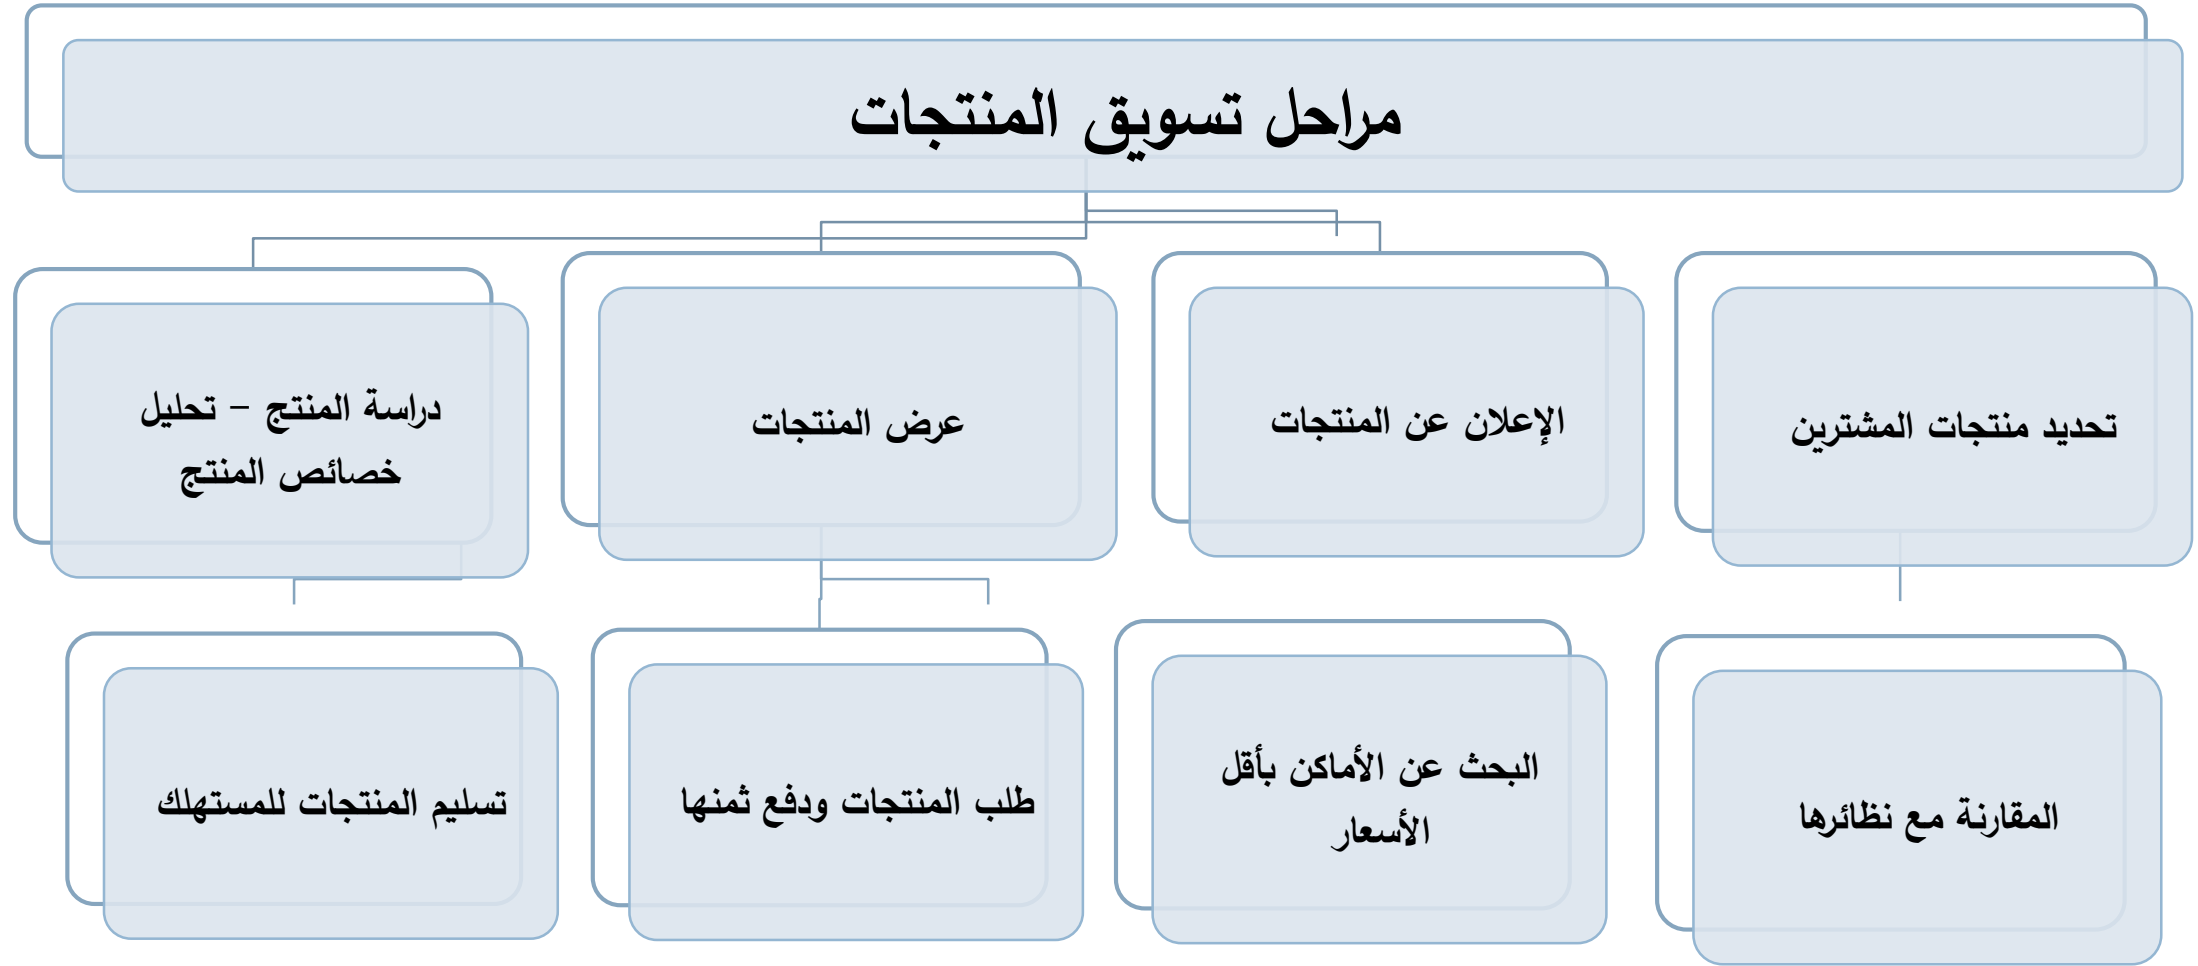 مراحل تسويق المنتجات
تحديد منتجات المشترين
الإعلان عن المنتجات
عرض المنتجات
دراسة المنتج – تحليل
خصائص المنتج
المقارنة مع نظائرها
البحث عن الأماكن بأقل
الأسعار
طلب المنتجات ودفع ثمنها
تسليم المنتجات للمستهلك